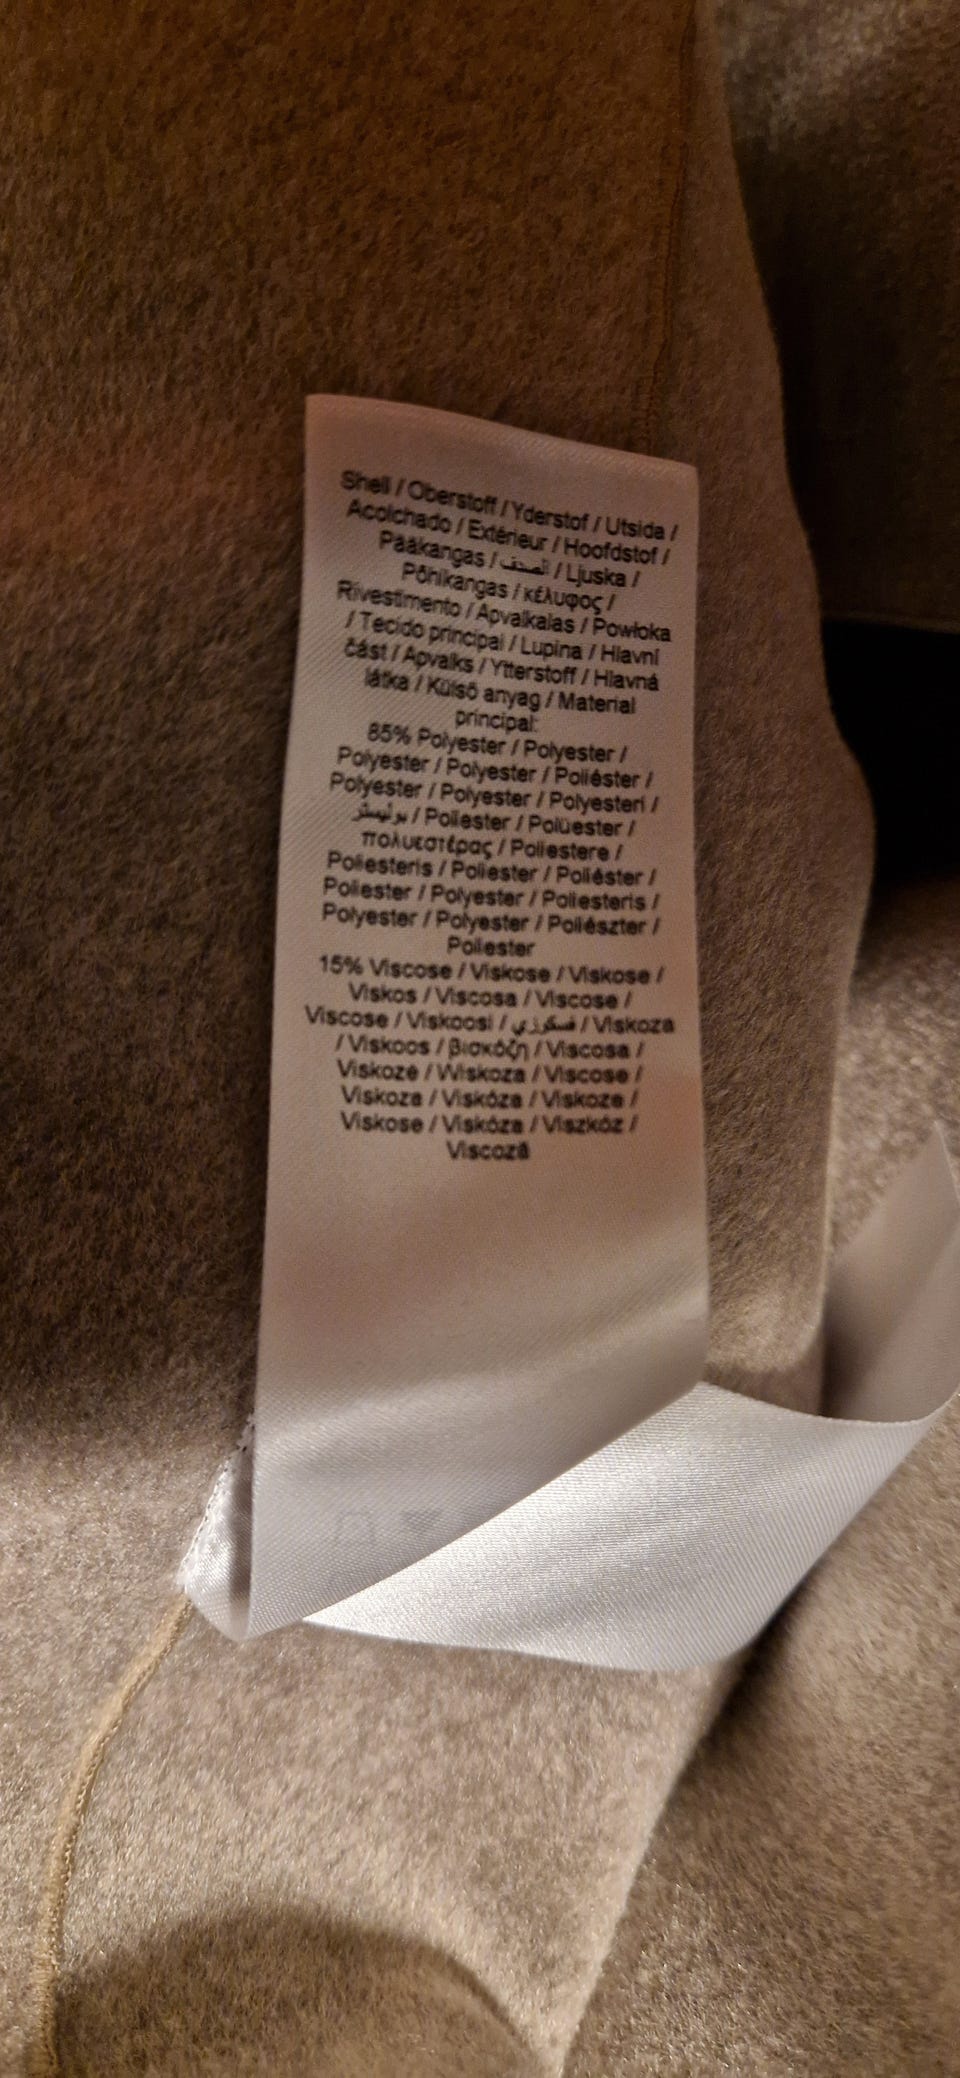 Shell / Oberstoff / Yderstof / Utsida /
Acolchado / Extérieur / Hoofdstof /
Pääkangas / الصدف / Ljuska /
Põhikangas / κέλυφος /
Rivestimento / Apvalkalas / Powłoka
/ Tecido principal / Lupina / Hlavní
část / Apvalks / Ytterstoff / Hlavná
látka / Külső anyag / Material
principal:
85% Polyester / Polyester /
Polyester / Polyester / Poliéster /
Polyester / Polyester / Polyesteri /
بوليستر / Poliester / Polüester /
πολυεστέρας / Poliestere /
Poliesteris / Poliester / Poliéster /
Poliester / Polyester / Poliesteris /
Polyester / Polyester / Poliészter /
Poliester
15% Viscose / Viskose / Viskose /
Viskos / Viscosa / Viscose /
Viscose / Viskoosi / فسكوزي / Viskoza
/ Viskoos / βισκόζη / Viscosa /
Viskozė / Wiskoza / Viscose /
Viskoza / Viskóza / Viskoze /
Viskose / Viskóza / Viszkóz /
Viscoză